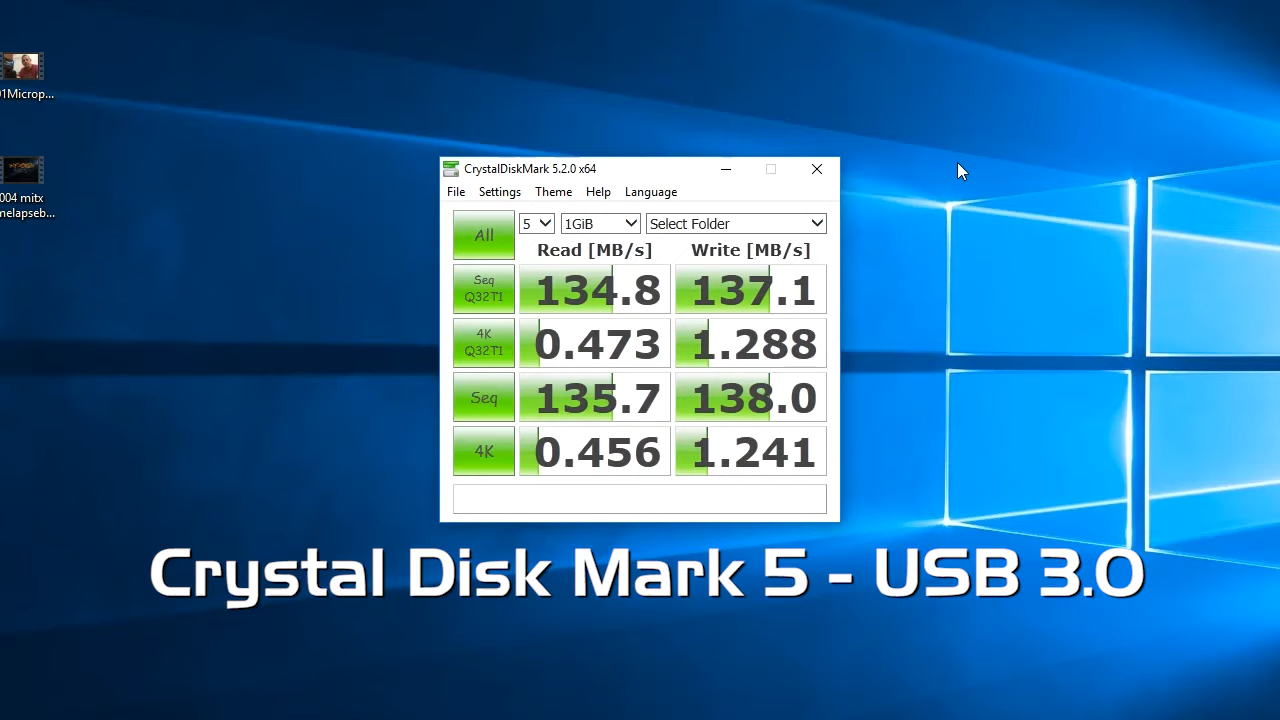 01Microp...
004 mitx
melapseb...
CrystalDiskMark 5.2.0 x64
File Settings Theme Help Language
All 5 1GiB Select Folder
Read [MB/s] Write [MB/s]
Seq Q32T1 134.8 137.1
4K Q32T1 0.473 1.288
Seq 135.7 138.0
4K 0.456 1.241
Crystal Disk Mark 5 - USB 3.0